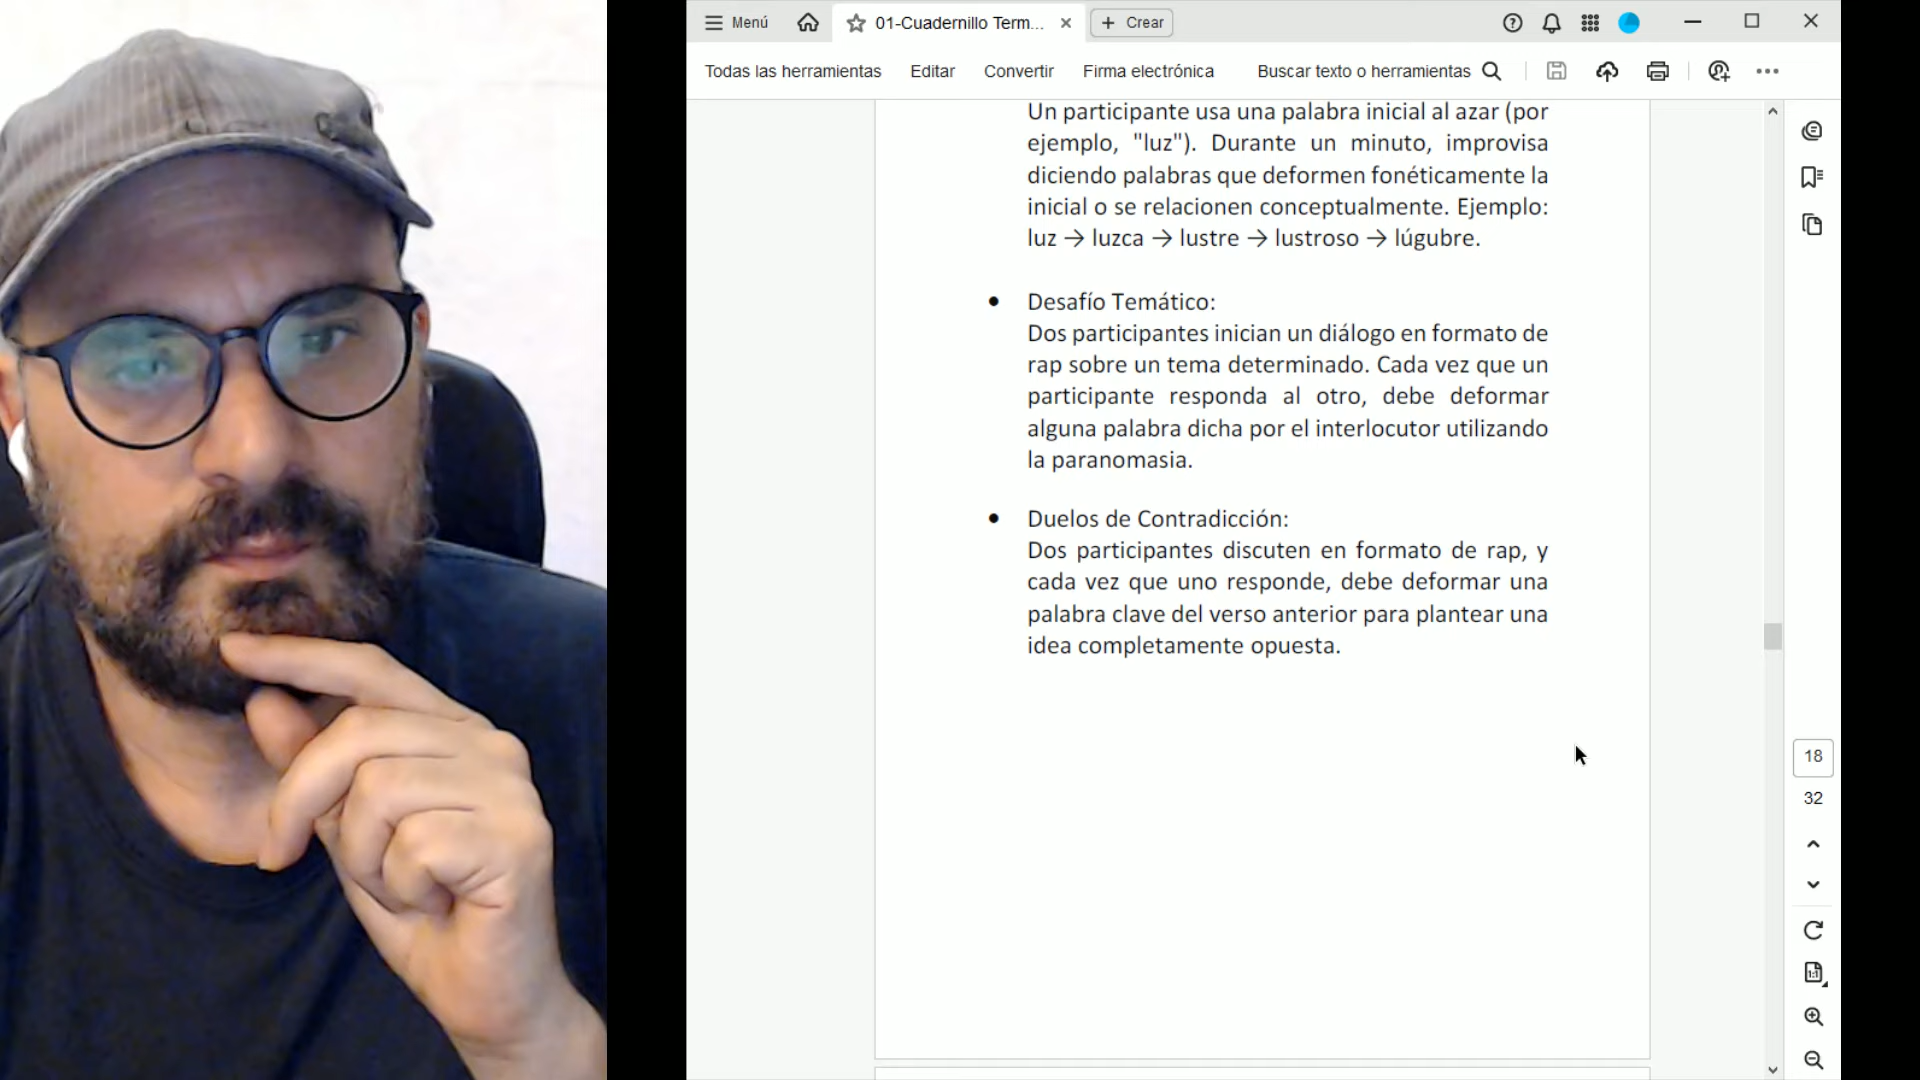 Menú
01-Cuadernillo Term...
Crear
Todas las herramientas
Editar
Convertir
Firma electrónica
Buscar texto o herramientas
Un participante usa una palabra inicial al azar (por
ejemplo, "luz"). Durante un minuto, improvisa
diciendo palabras que deformen fonéticamente la
inicial o se relacionen conceptualmente. Ejemplo:
luz → luzca → lustre → lustroso → lúgubre.
• Desafío Temático:
Dos participantes inician un diálogo en formato de
rap sobre un tema determinado. Cada vez que un
participante responda al otro, debe deformar
alguna palabra dicha por el interlocutor utilizando
la paranomasia.
• Duelos de Contradicción:
Dos participantes discuten en formato de rap, y
cada vez que uno responde, debe deformar una
palabra clave del verso anterior para plantear una
idea completamente opuesta.
18
32
1:1